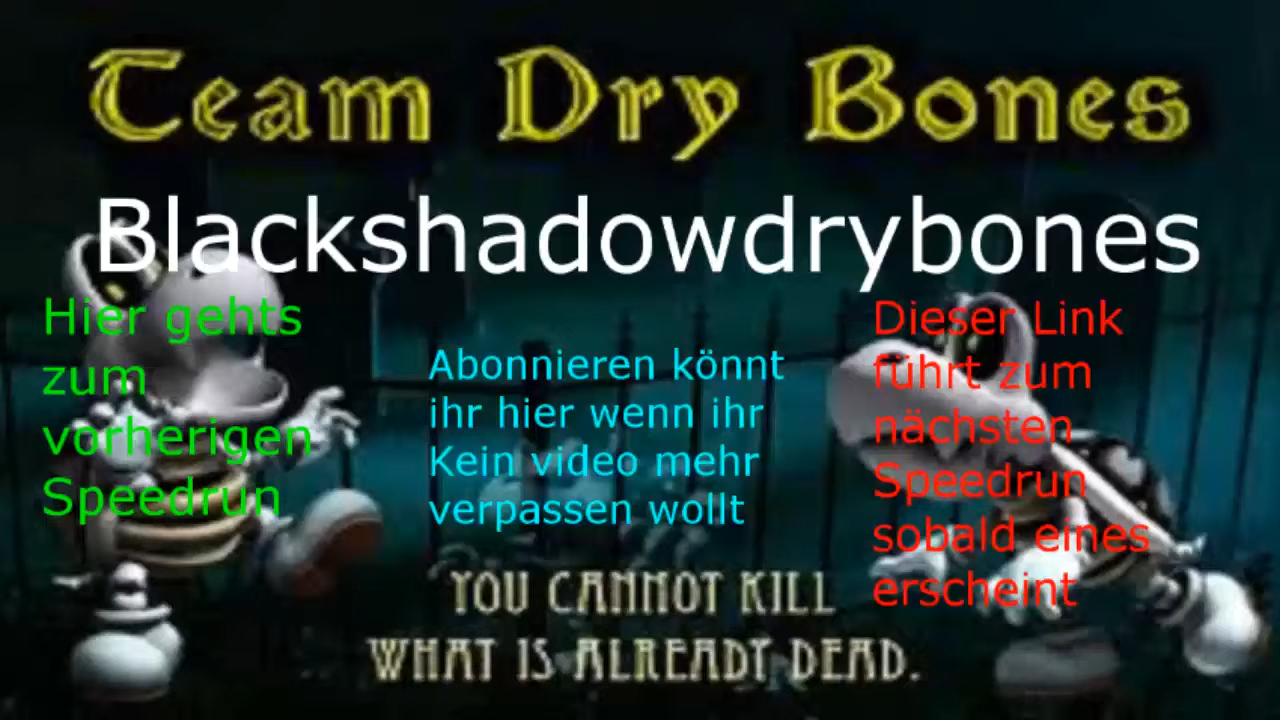 Team Dry Bones
Blackshadowdrybones
Hier gehts
zum
vorherigen
Speedrun
Abonnieren könnt
ihr hier wenn ihr
Kein video mehr
verpassen wollt
Dieser Link
führt zum
nächsten
Speedrun
sobald eines
erscheint
YOU CANNOT KILL
WHAT IS ALREADY DEAD.